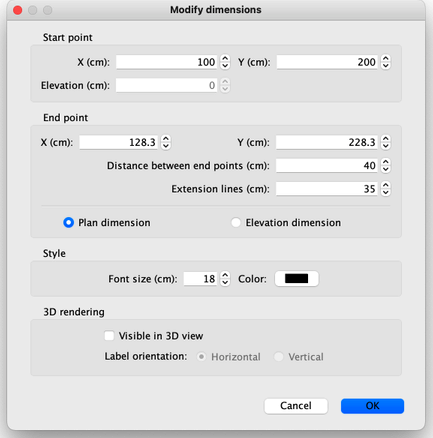 Modify dimensions
Start point
X (cm): 100 Y (cm): 200
Elevation (cm): 0
End point
X (cm): 128.3 Y (cm): 228.3
Distance between end points (cm): 40
Extension lines (cm): 35
Plan dimension Elevation dimension
Style
Font size (cm): 18 Color:
3D rendering
Visible in 3D view
Label orientation: Horizontal Vertical
Cancel OK